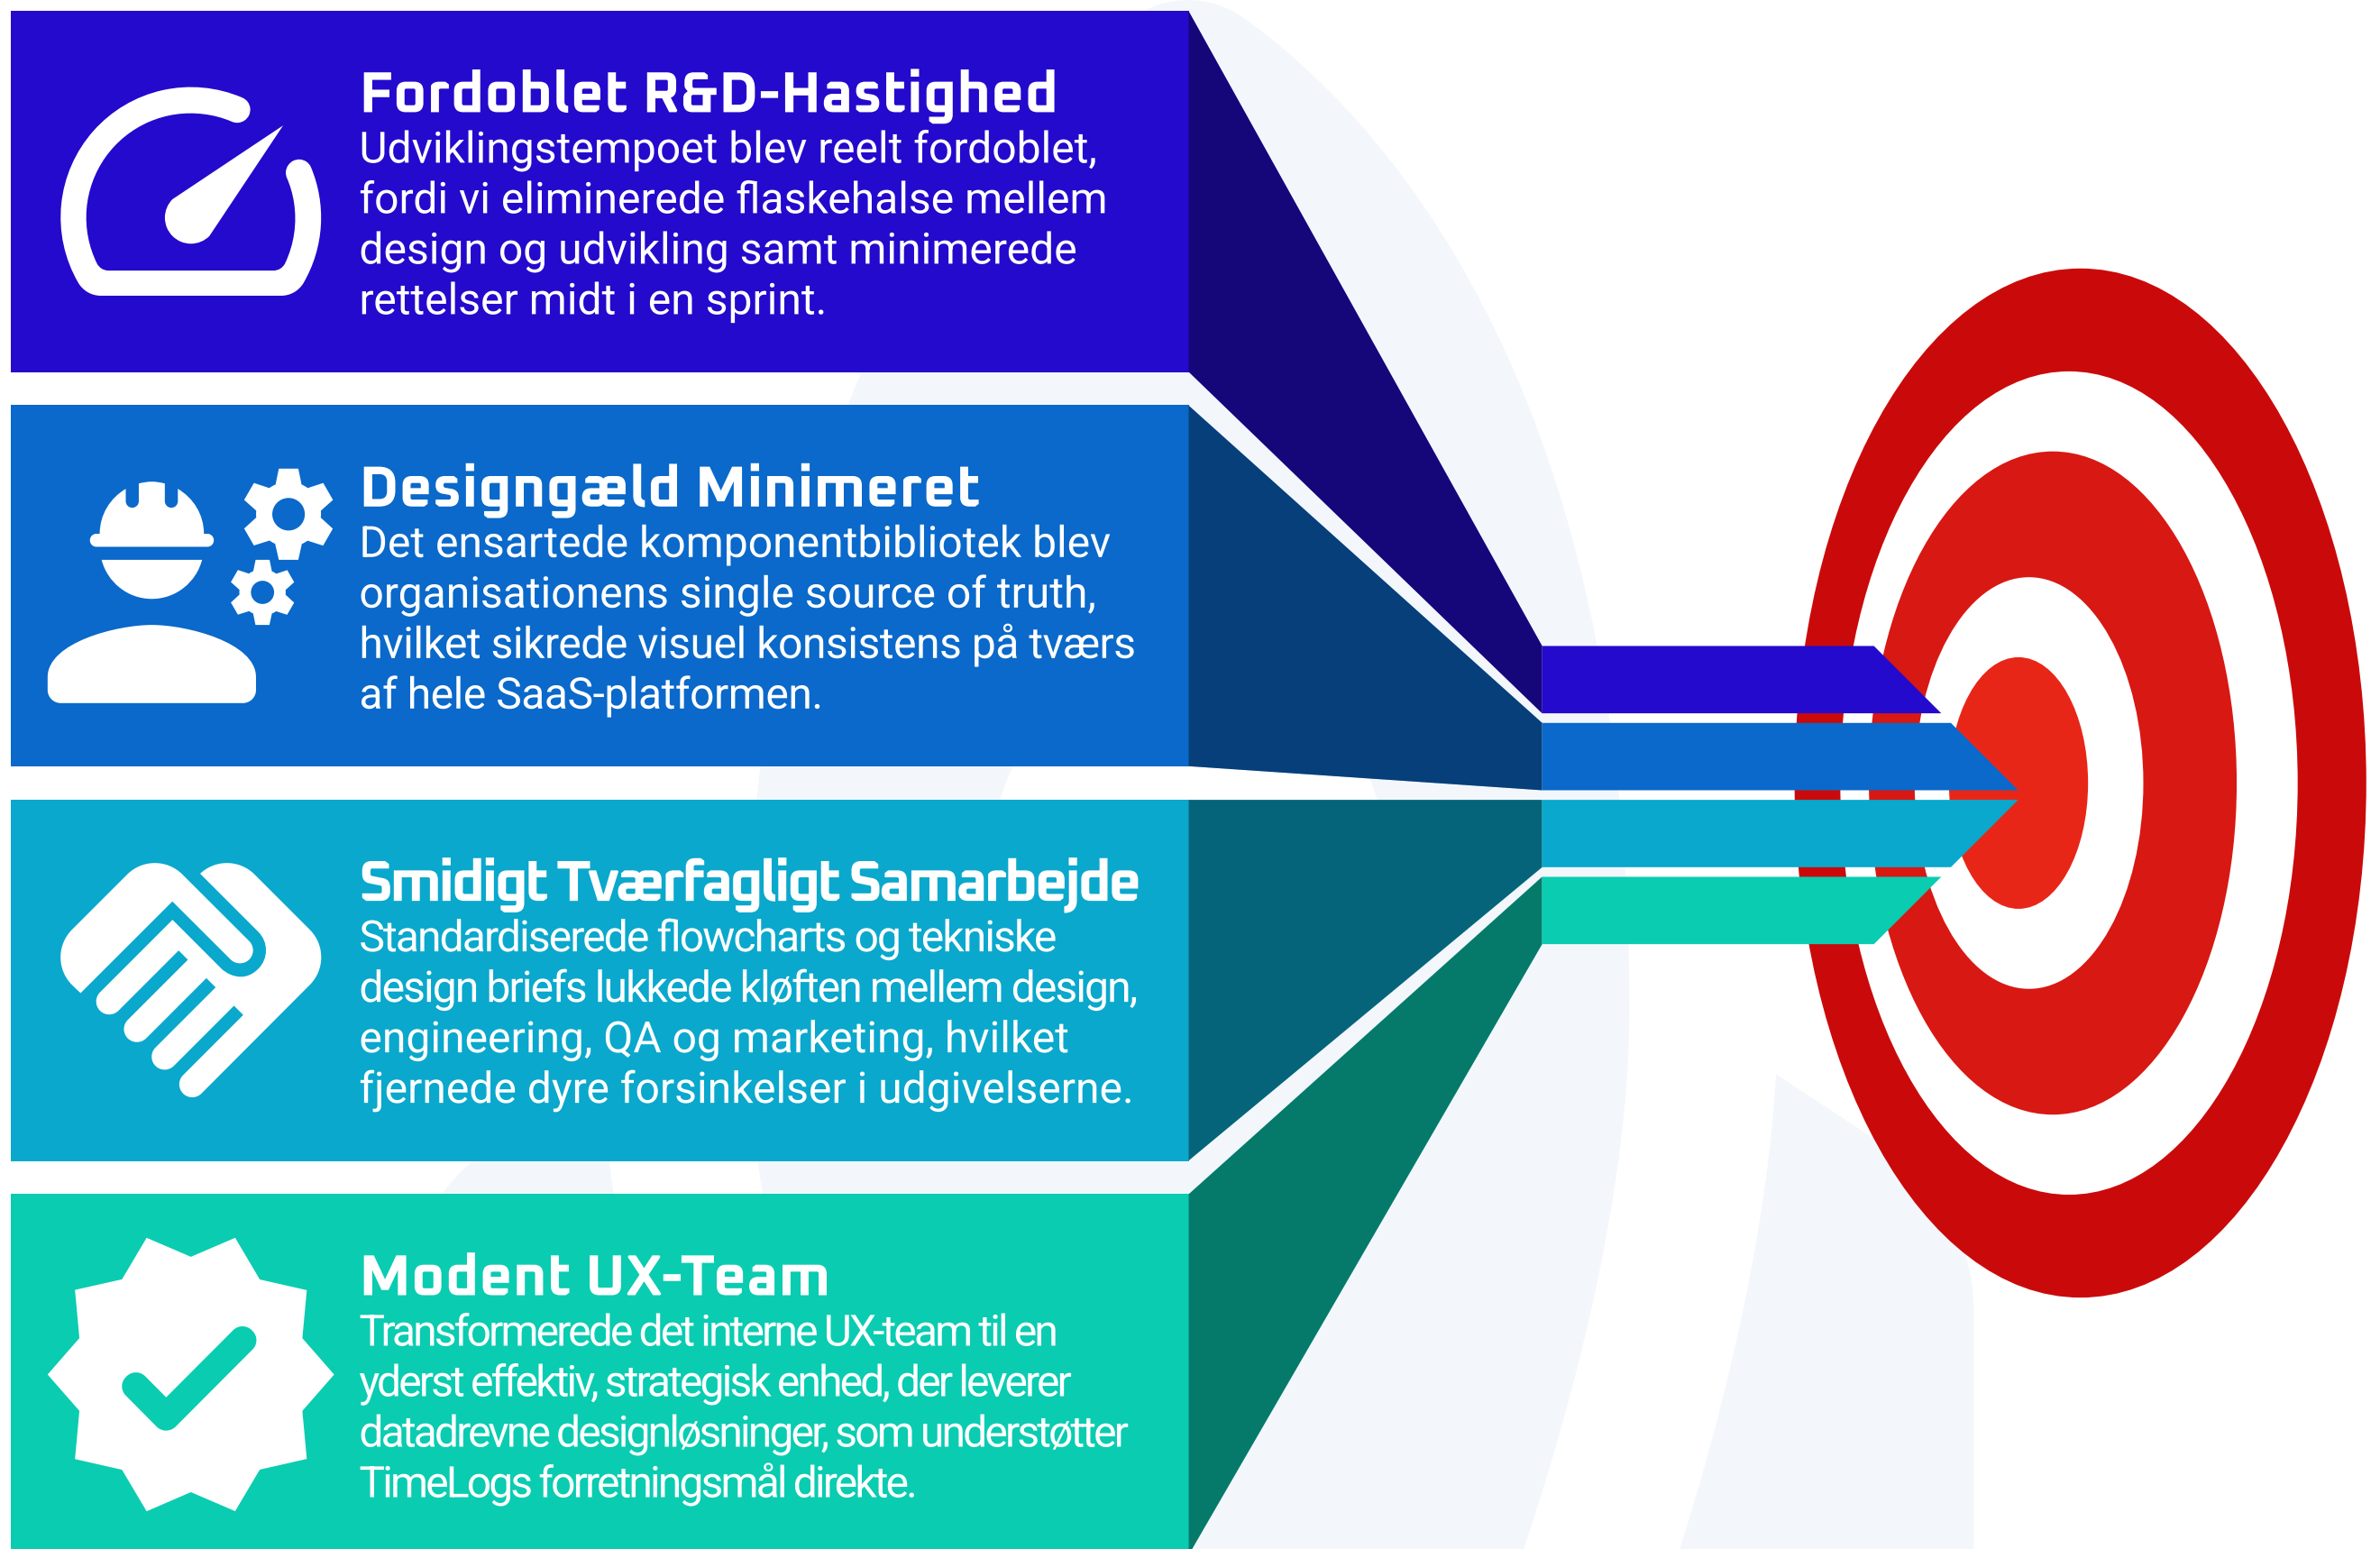 Fordoblet R&D-Hastighed
Udviklingstempoet blev reelt fordoblet,
fordi vi eliminerede flaskehalse mellem
design og udvikling samt minimerede
rettelser midt i en sprint.
Designgæld Minimeret
Det ensartede komponentbibliotek blev
organisationens single source of truth,
hvilket sikrede visuel konsistens på tværs
af hele SaaS-platformen.
Smidigt Tværfagligt Samarbejde
Standardiserede flowcharts og tekniske
design briefs lukkede kløften mellem design,
engineering, QA og marketing, hvilket
fjernede dyre forsinkelser i udgivelserne.
Modent UX-Team
Transformerede det interne UX-team til en
yderst effektiv, strategisk enhed, der leverer
datadrevne designløsninger, som understøtter
TimeLogs forretningsmål direkte.